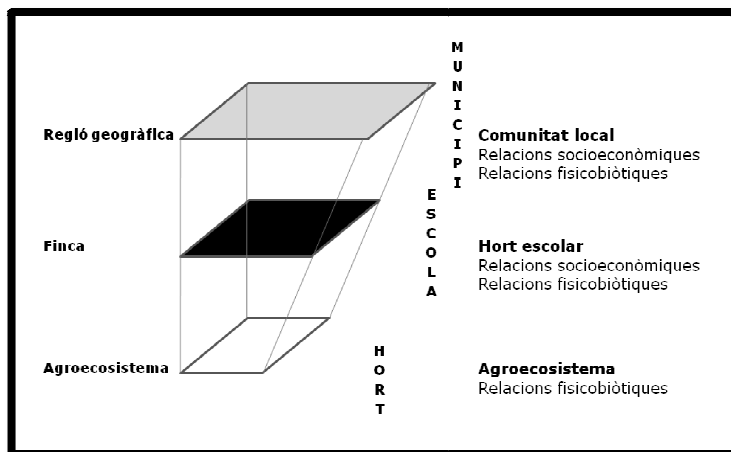 Regló geogràfica
Finca
Agroecosistema
MUNICIPI
ESCOLA
HORT
Comunitat local
Relacions socioeconòmiques
Relacions fisicobiòtiques
Hort escolar
Relacions socioeconòmiques
Relacions fisicobiòtiques
Agroecosistema
Relacions fisicobiòtiques